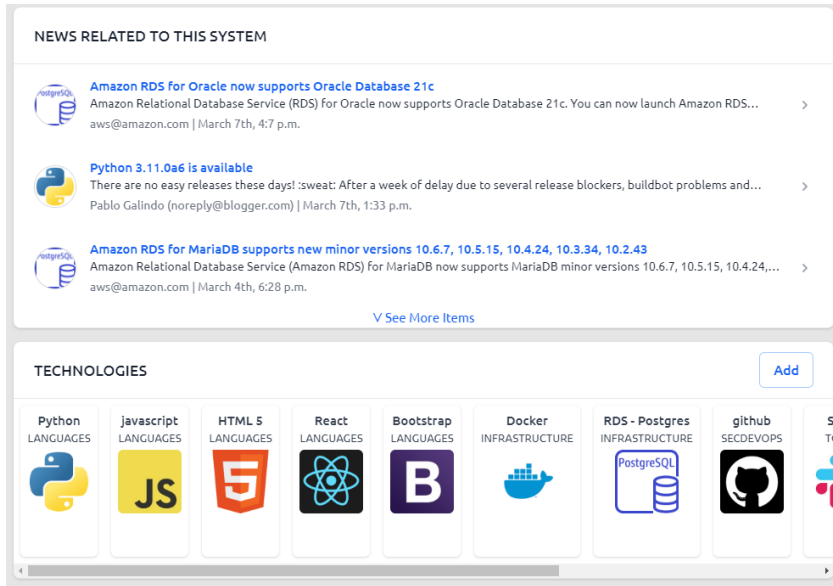 NEWS RELATED TO THIS SYSTEM
PostgreSQL
Amazon RDS for Oracle now supports Oracle Database 21c
Amazon Relational Database Service (RDS) for Oracle now supports Oracle Database 21c. You can now launch Amazon RDS...
aws@amazon.com | March 7th, 4:7 p.m.
Python 3.11.0a6 is available
There are no easy releases these days! :sweat: After a week of delay due to several release blockers, buildbot problems and...
Pablo Galindo (noreply@blogger.com) | March 7th, 1:33 p.m.
PostgreSQL
Amazon RDS for MariaDB supports new minor versions 10.6.7, 10.5.15, 10.4.24, 10.3.34, 10.2.43
Amazon Relational Database Service (Amazon RDS) for MariaDB now supports MariaDB minor versions 10.6.7, 10.5.15, 10.4.24,...
aws@amazon.com | March 4th, 6:28 p.m.
V See More Items
TECHNOLOGIES
Add
Python javascript HTML 5 React Bootstrap Docker RDS - Postgres github
LANGUAGES LANGUAGES LANGUAGES LANGUAGES LANGUAGES INFRASTRUCTURE INFRASTRUCTURE SECDEVOPS
JS 5 B PostgreSQL